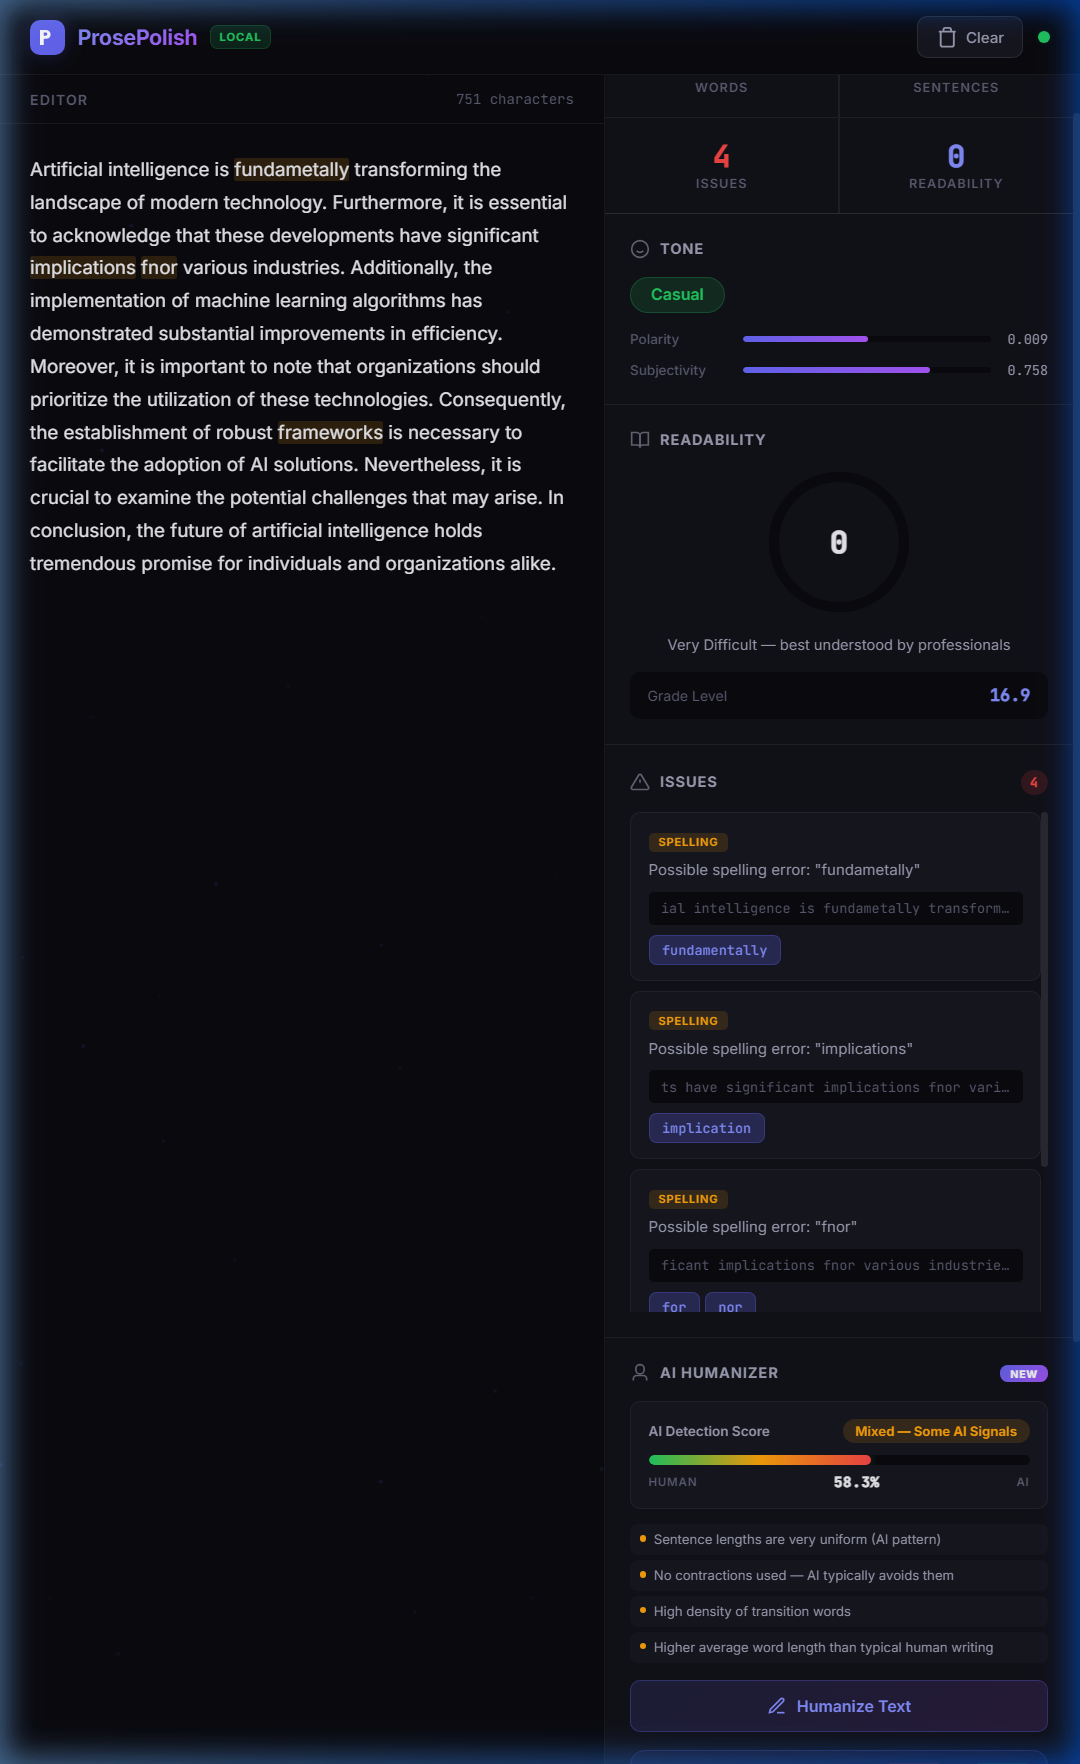 P ProsePolish LOCAL
Clear
EDITOR
751 characters
Artificial intelligence is fundametally transforming the
landscape of modern technology. Furthermore, it is essential
to acknowledge that these developments have significant
implications fnor various industries. Additionally, the
implementation of machine learning algorithms has
demonstrated substantial improvements in efficiency.
Moreover, it is important to note that organizations should
prioritize the utilization of these technologies. Consequently,
the establishment of robust frameworks is necessary to
facilitate the adoption of AI solutions. Nevertheless, it is
crucial to examine the potential challenges that may arise. In
conclusion, the future of artificial intelligence holds
tremendous promise for individuals and organizations alike.
WORDS
SENTENCES
4
ISSUES
0
READABILITY
TONE
Casual
Polarity 0.009
Subjectivity 0.758
READABILITY
0
Very Difficult — best understood by professionals
Grade Level 16.9
ISSUES 4
SPELLING
Possible spelling error: "fundametally"
ial intelligence is fundametally transform…
fundamentally
SPELLING
Possible spelling error: "implications"
ts have significant implications fnor vari…
implication
SPELLING
Possible spelling error: "fnor"
ficant implications fnor various industrie…
for nor
AI HUMANIZER NEW
AI Detection Score Mixed — Some AI Signals
HUMAN 58.3% AI
Sentence lengths are very uniform (AI pattern)
No contractions used — AI typically avoids them
High density of transition words
Higher average word length than typical human writing
Humanize Text